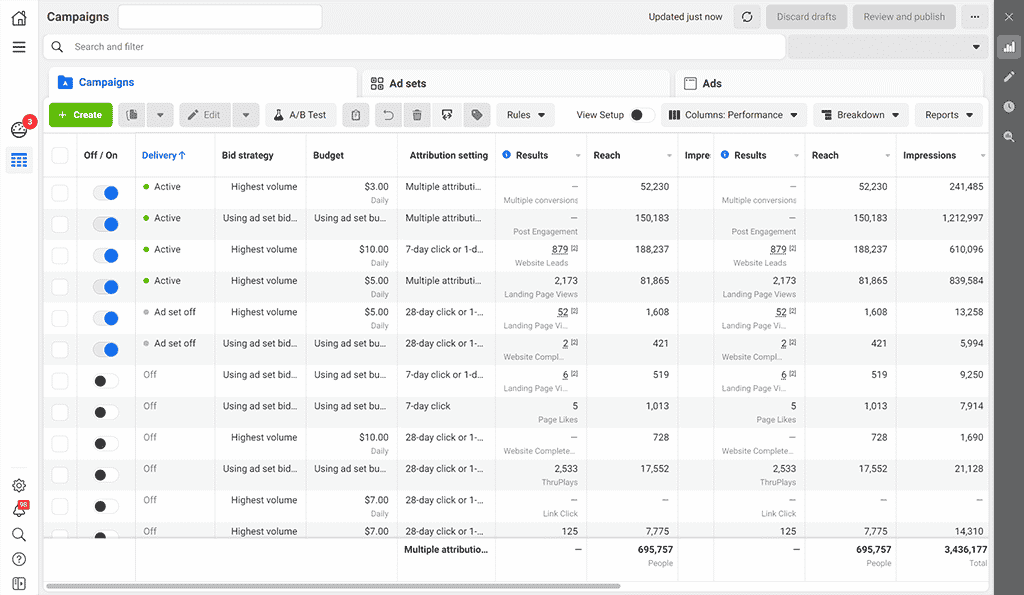 Campaigns
Updated just now
Discard drafts
Review and publish
Search and filter
Campaigns
Ad sets
Ads
3
+ Create
Edit
A/B Test
Rules
View Setup
Columns: Performance
Breakdown
Reports
Off / On Delivery↑ Bid strategy Budget Attribution setting Results Reach Impre Results Reach Impressions
Active Highest volume $3.00 Multiple attributi... — 52,230 — 52,230 241,485
Daily Multiple conversions Multiple conversions
Active Using ad set bid... Using ad set bu... Multiple attributi... — 150,183 — 150,183 1,212,997
Post Engagement Post Engagement
Active Highest volume $10.00 7-day click or 1-d... 879 [2] 188,237 879 [2] 188,237 610,096
Daily Website Leads Website Leads
Active Highest volume $5.00 Multiple attributi... 2,173 81,865 2,173 81,865 839,584
Daily Landing Page Views Landing Page Views
Ad set off Highest volume $5.00 28-day click or 1-... 52 [2] 1,608 52 [2] 1,608 13,258
Daily Landing Page Vi... Landing Page Vi...
Ad set off Using ad set bid... Using ad set bu... 28-day click or 1-... 2 [2] 421 2 [2] 421 5,994
Website Compl... Website Compl...
Off Using ad set bid... Using ad set bu... 7-day click or 1-d... 6 [2] 519 6 [2] 519 9,250
Landing Page Vi... Landing Page Vi...
Off Using ad set bid... Using ad set bu... 7-day click 5 1,013 5 1,013 7,914
Page Likes Page Likes
Off Highest volume $10.00 28-day click or 1-... — 728 — 728 1,690
Daily Website Complete... Website Complete...
Off Using ad set bid... Using ad set bu... 28-day click or 1-... 2,533 17,552 2,533 17,552 21,128
ThruPlays ThruPlays
Off Highest volume $7.00 28-day click or 1-... — — — — —
Daily Link Click Link Click
Off Highest volume $7.00 28-day click or 1-... 125 7,775 125 7,775 14,310
98
Multiple attributio... — 695,757 — 695,757 3,436,177
People People Total